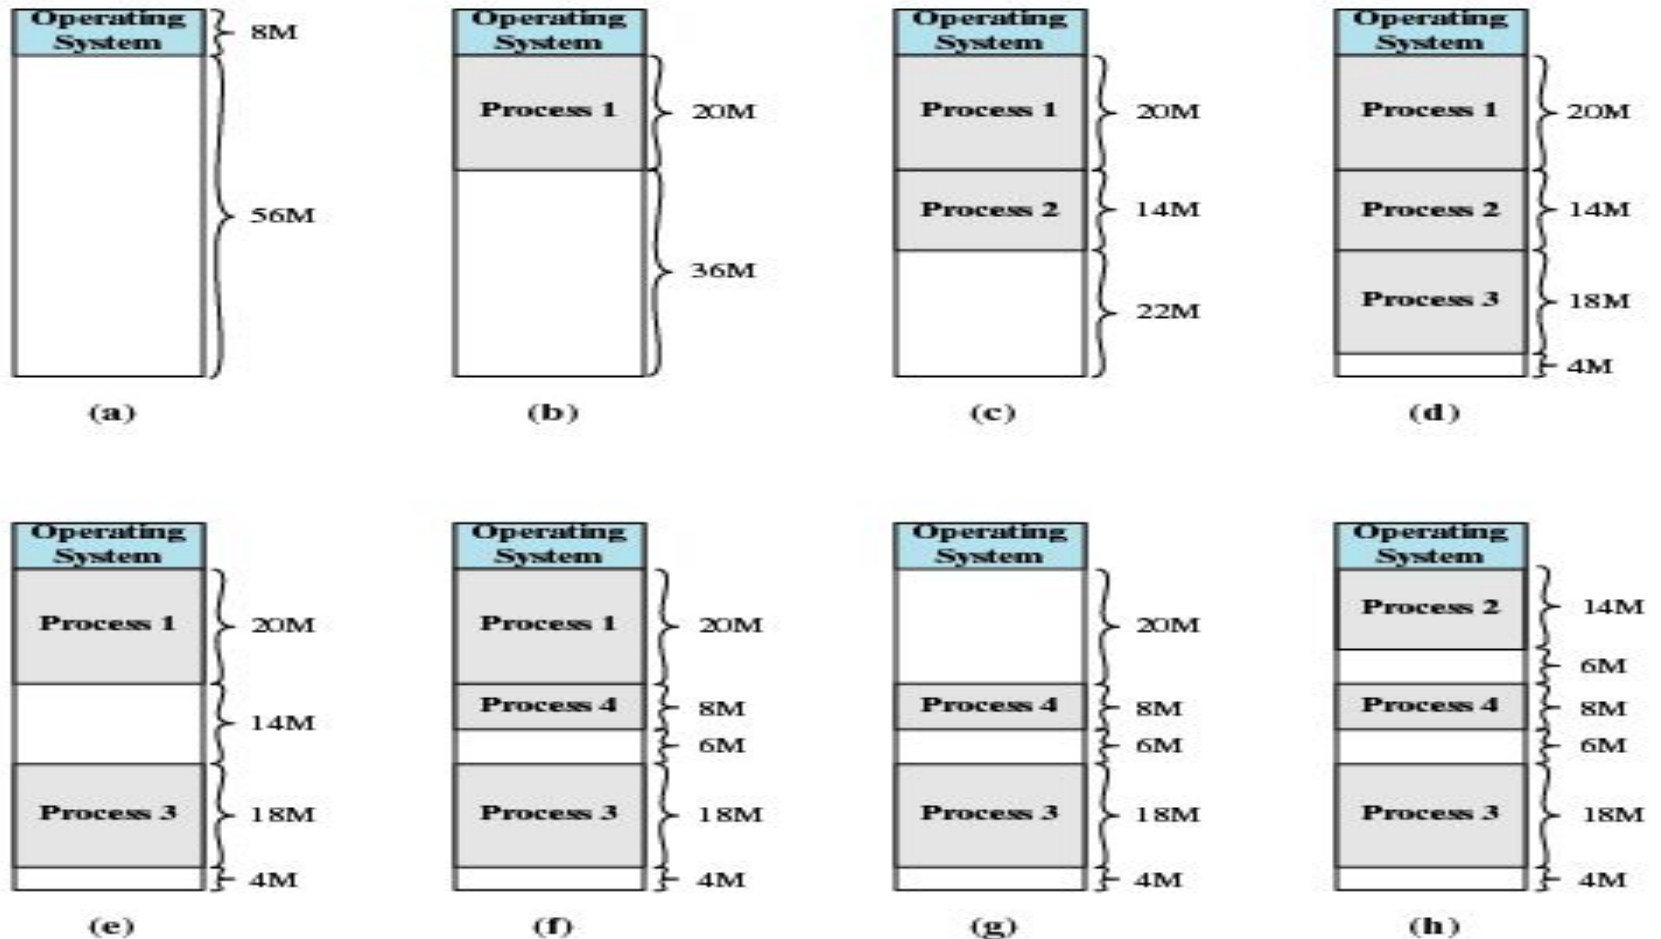 Operating
System
8M
56M
(a)
Operating
System
Process 1
20M
36M
(b)
Operating
System
Process 1
20M
Process 2
14M
22M
(c)
Operating
System
Process 1
20M
Process 2
14M
Process 3
18M
4M
(d)
Operating
System
Process 1
20M
14M
Process 3
18M
4M
(e)
Operating
System
Process 1
20M
Process 4
8M
6M
Process 3
18M
4M
(f)
Operating
System
20M
Process 4
8M
6M
Process 3
18M
4M
(g)
Operating
System
Process 2
14M
6M
Process 4
8M
6M
Process 3
18M
4M
(h)